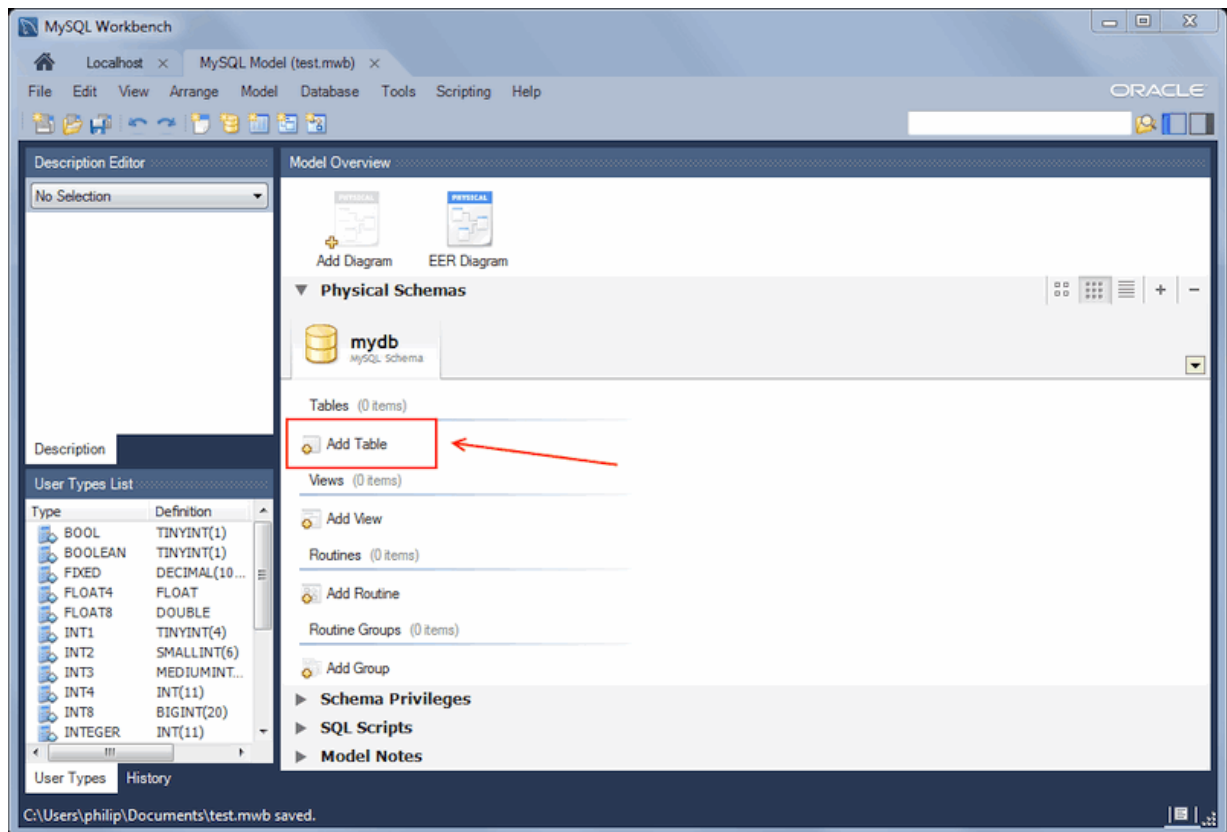 MySQL Workbench
Localhost
MySQL Model (test.mwb)
File Edit View Arrange Model Database Tools Scripting Help
ORACLE
Description Editor
No Selection
Description
User Types List
Type Definition
BOOL TINYINT(1)
BOOLEAN TINYINT(1)
FIXED DECIMAL(10...
FLOAT4 FLOAT
FLOAT8 DOUBLE
INT1 TINYINT(4)
INT2 SMALLINT(6)
INT3 MEDIUMINT...
INT4 INT(11)
INT8 BIGINT(20)
INTEGER INT(11)
User Types History
Model Overview
PHYSICAL
PHYSICAL
Add Diagram EER Diagram
Physical Schemas
mydb
MySQL Schema
Tables (0 items)
Add Table
Views (0 items)
Add View
Routines (0 items)
Add Routine
Routine Groups (0 items)
Add Group
Schema Privileges
SQL Scripts
Model Notes
C:\Users\philip\Documents\test.mwb saved.